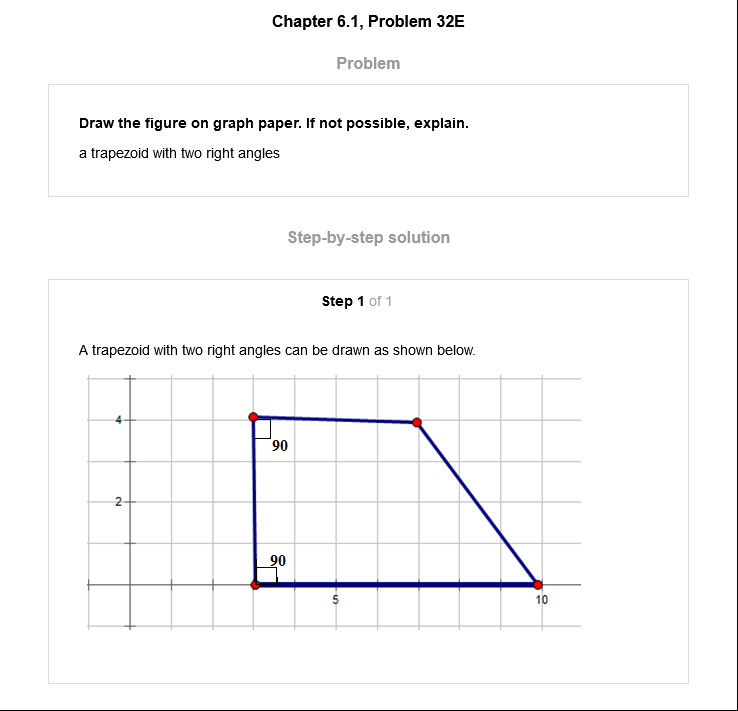 Chapter 6.1, Problem 32E
Problem
Draw the figure on graph paper. If not possible, explain.
a trapezoid with two right angles
Step-by-step solution
Step 1 of 1
A trapezoid with two right angles can be drawn as shown below.
4
90
2
90
5
10